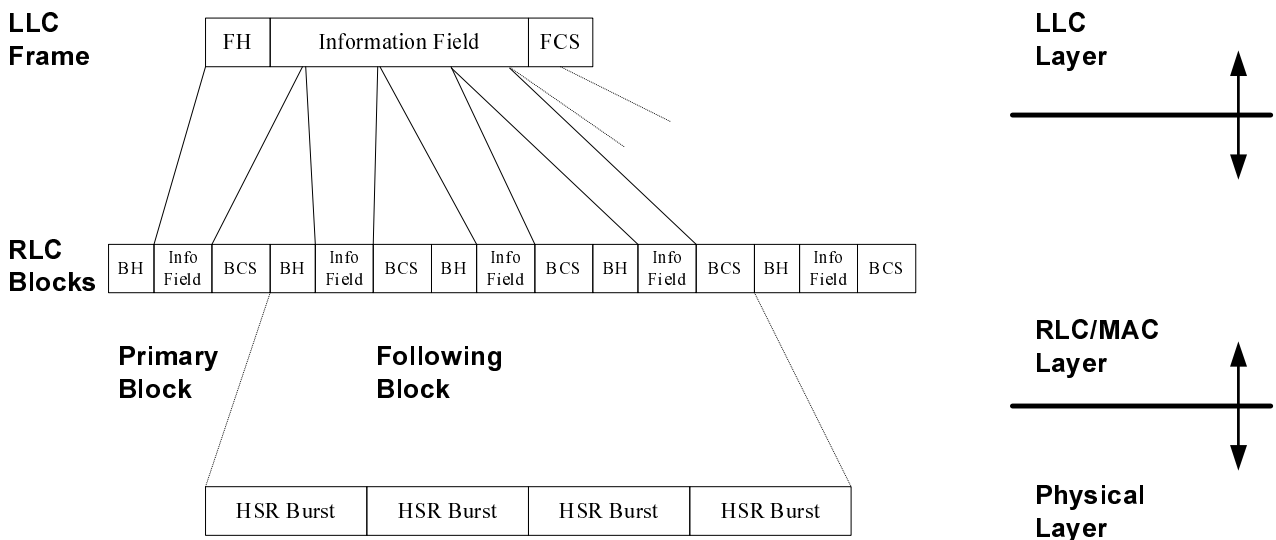 LLC
Frame
FH Information Field FCS
LLC
Layer
RLC
Blocks
BH Info Field BCS BH Info Field BCS BH Info Field BCS BH Info Field BCS BH Info Field BCS
Primary
Block
Following
Block
RLC/MAC
Layer
HSR Burst HSR Burst HSR Burst HSR Burst
Physical
Layer